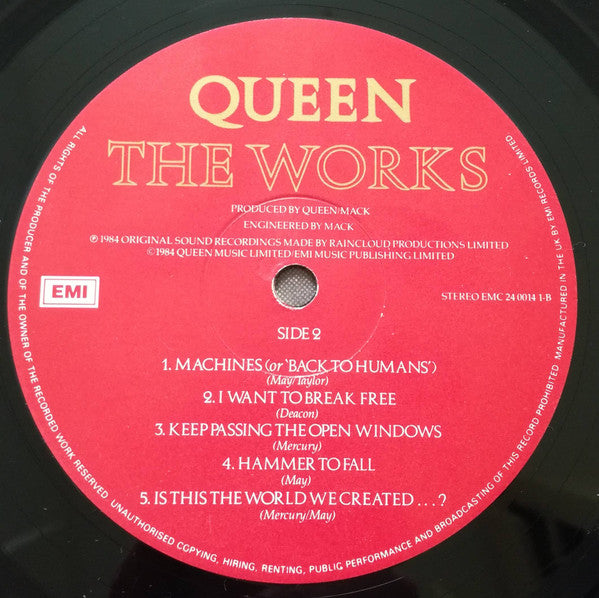 QUEEN
THE WORKS
PRODUCED BY QUEEN/MACK
ENGINEERED BY MACK
℗ 1984 ORIGINAL SOUND RECORDINGS MADE BY RAINCLOUD PRODUCTIONS LIMITED
© 1984 QUEEN MUSIC LIMITED/EMI MUSIC PUBLISHING LIMITED
EMI
STEREO EMC 24 0014 1-B
SIDE 2
1. MACHINES (or 'BACK TO HUMANS')
(May/Taylor)
2. I WANT TO BREAK FREE
(Deacon)
3. KEEP PASSING THE OPEN WINDOWS
(Mercury)
4. HAMMER TO FALL
(May)
5. IS THIS THE WORLD WE CREATED...?
(Mercury/May)
ALL RIGHTS OF THE PRODUCER AND OF THE OWNER OF THE RECORDED WORK RESERVED. UNAUTHORISED COPYING, HIRING, RENTING, PUBLIC PERFORMANCE AND BROADCASTING OF THIS RECORD PROHIBITED. MANUFACTURED IN THE UK BY EMI RECORDS LIMITED